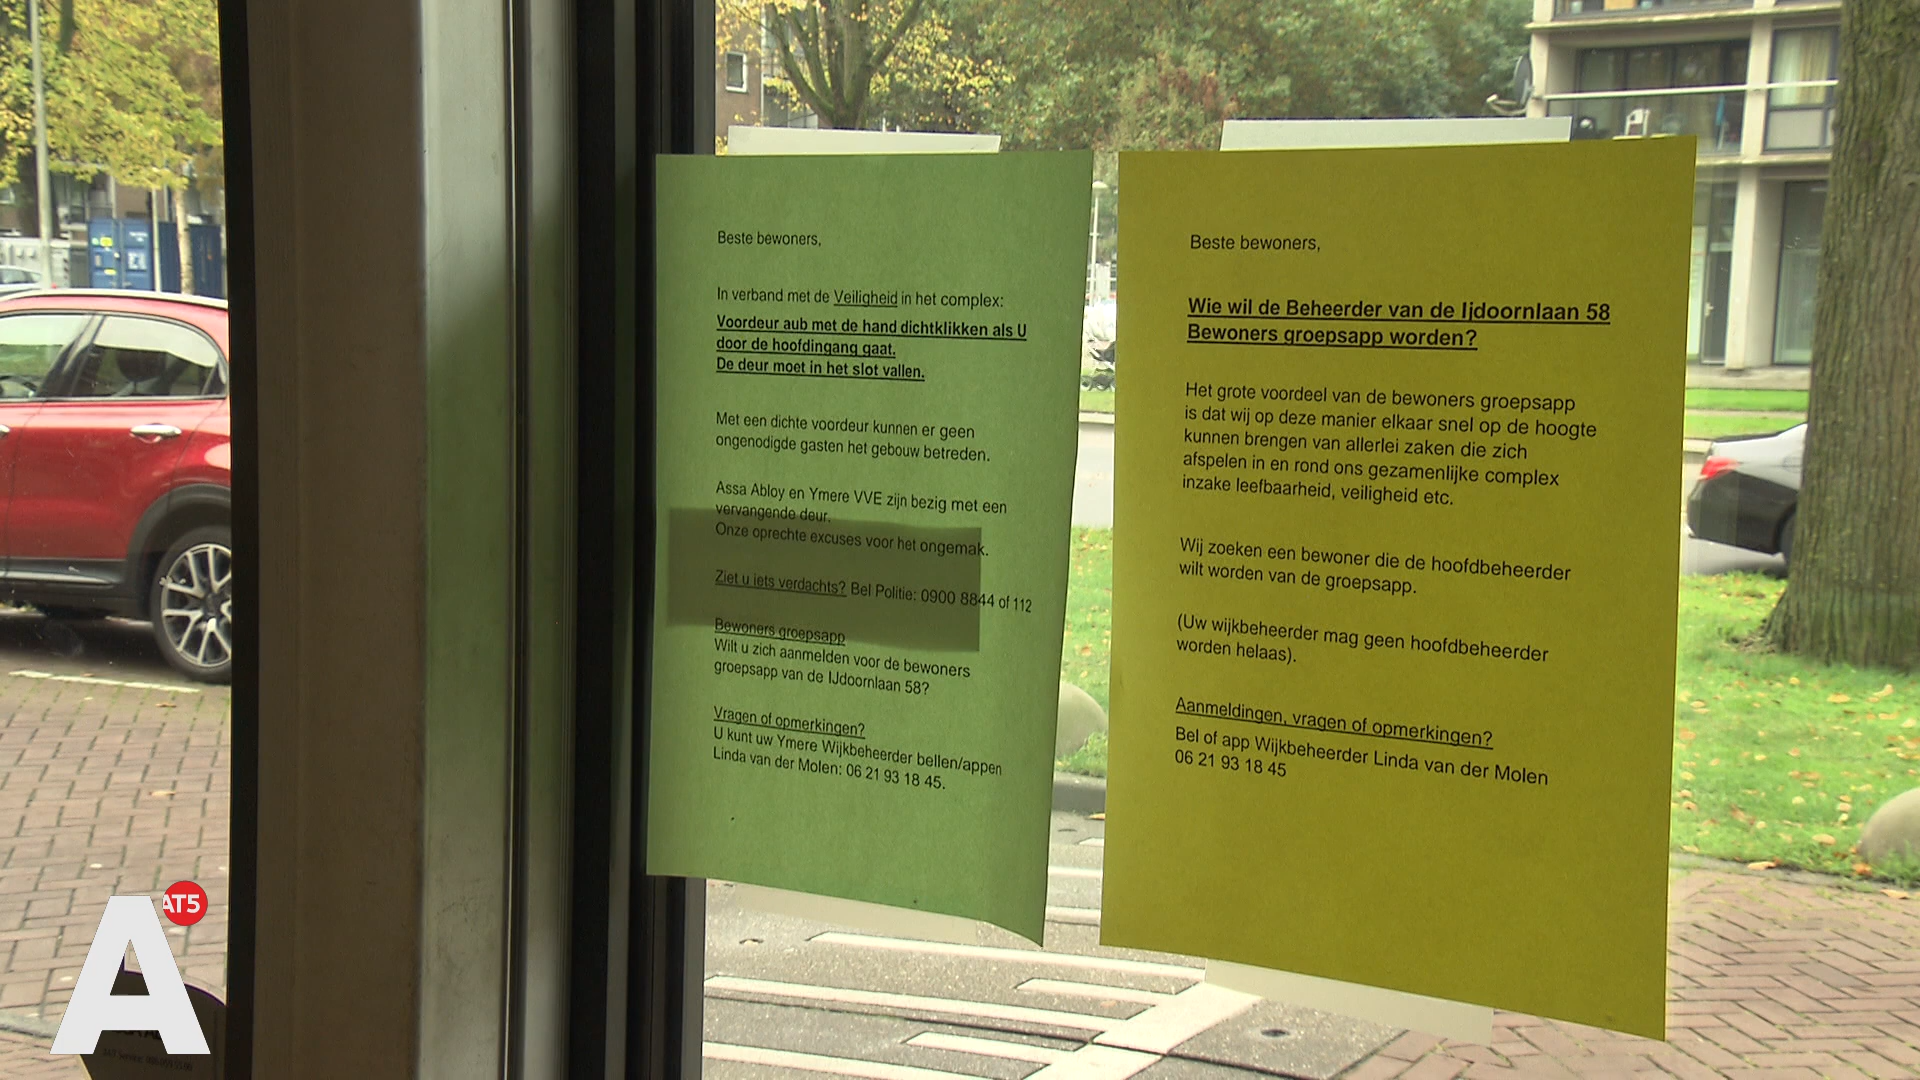 Beste bewoners,
In verband met de Veiligheid in het complex:
Voordeur aub met de hand dichtklikken als U
door de hoofdingang gaat.
De deur moet in het slot vallen.
Met een dichte voordeur kunnen er geen
ongenodigde gasten het gebouw betreden.
Assa Abloy en Ymere VVE zijn bezig met een
vervangende deur.
Onze oprechte excuses voor het ongemak.
Ziet u iets verdachts? Bel Politie: 0900 8844 of 112
Bewoners groepsapp
Wilt u zich aanmelden voor de bewoners
groepsapp van de IJdoornlaan 58?
Vragen of opmerkingen?
U kunt uw Ymere Wijkbeheerder bellen/appen
Linda van der Molen: 06 21 93 18 45.
Beste bewoners,
Wie wil de Beheerder van de Ijdoornlaan 58
Bewoners groepsapp worden?
Het grote voordeel van de bewoners groepsapp
is dat wij op deze manier elkaar snel op de hoogte
kunnen brengen van allerlei zaken die zich
afspelen in en rond ons gezamenlijke complex
inzake leefbaarheid, veiligheid etc.
Wij zoeken een bewoner die de hoofdbeheerder
wilt worden van de groepsapp.
(Uw wijkbeheerder mag geen hoofdbeheerder
worden helaas).
Aanmeldingen, vragen of opmerkingen?
Bel of app Wijkbeheerder Linda van der Molen
06 21 93 18 45
A AT5